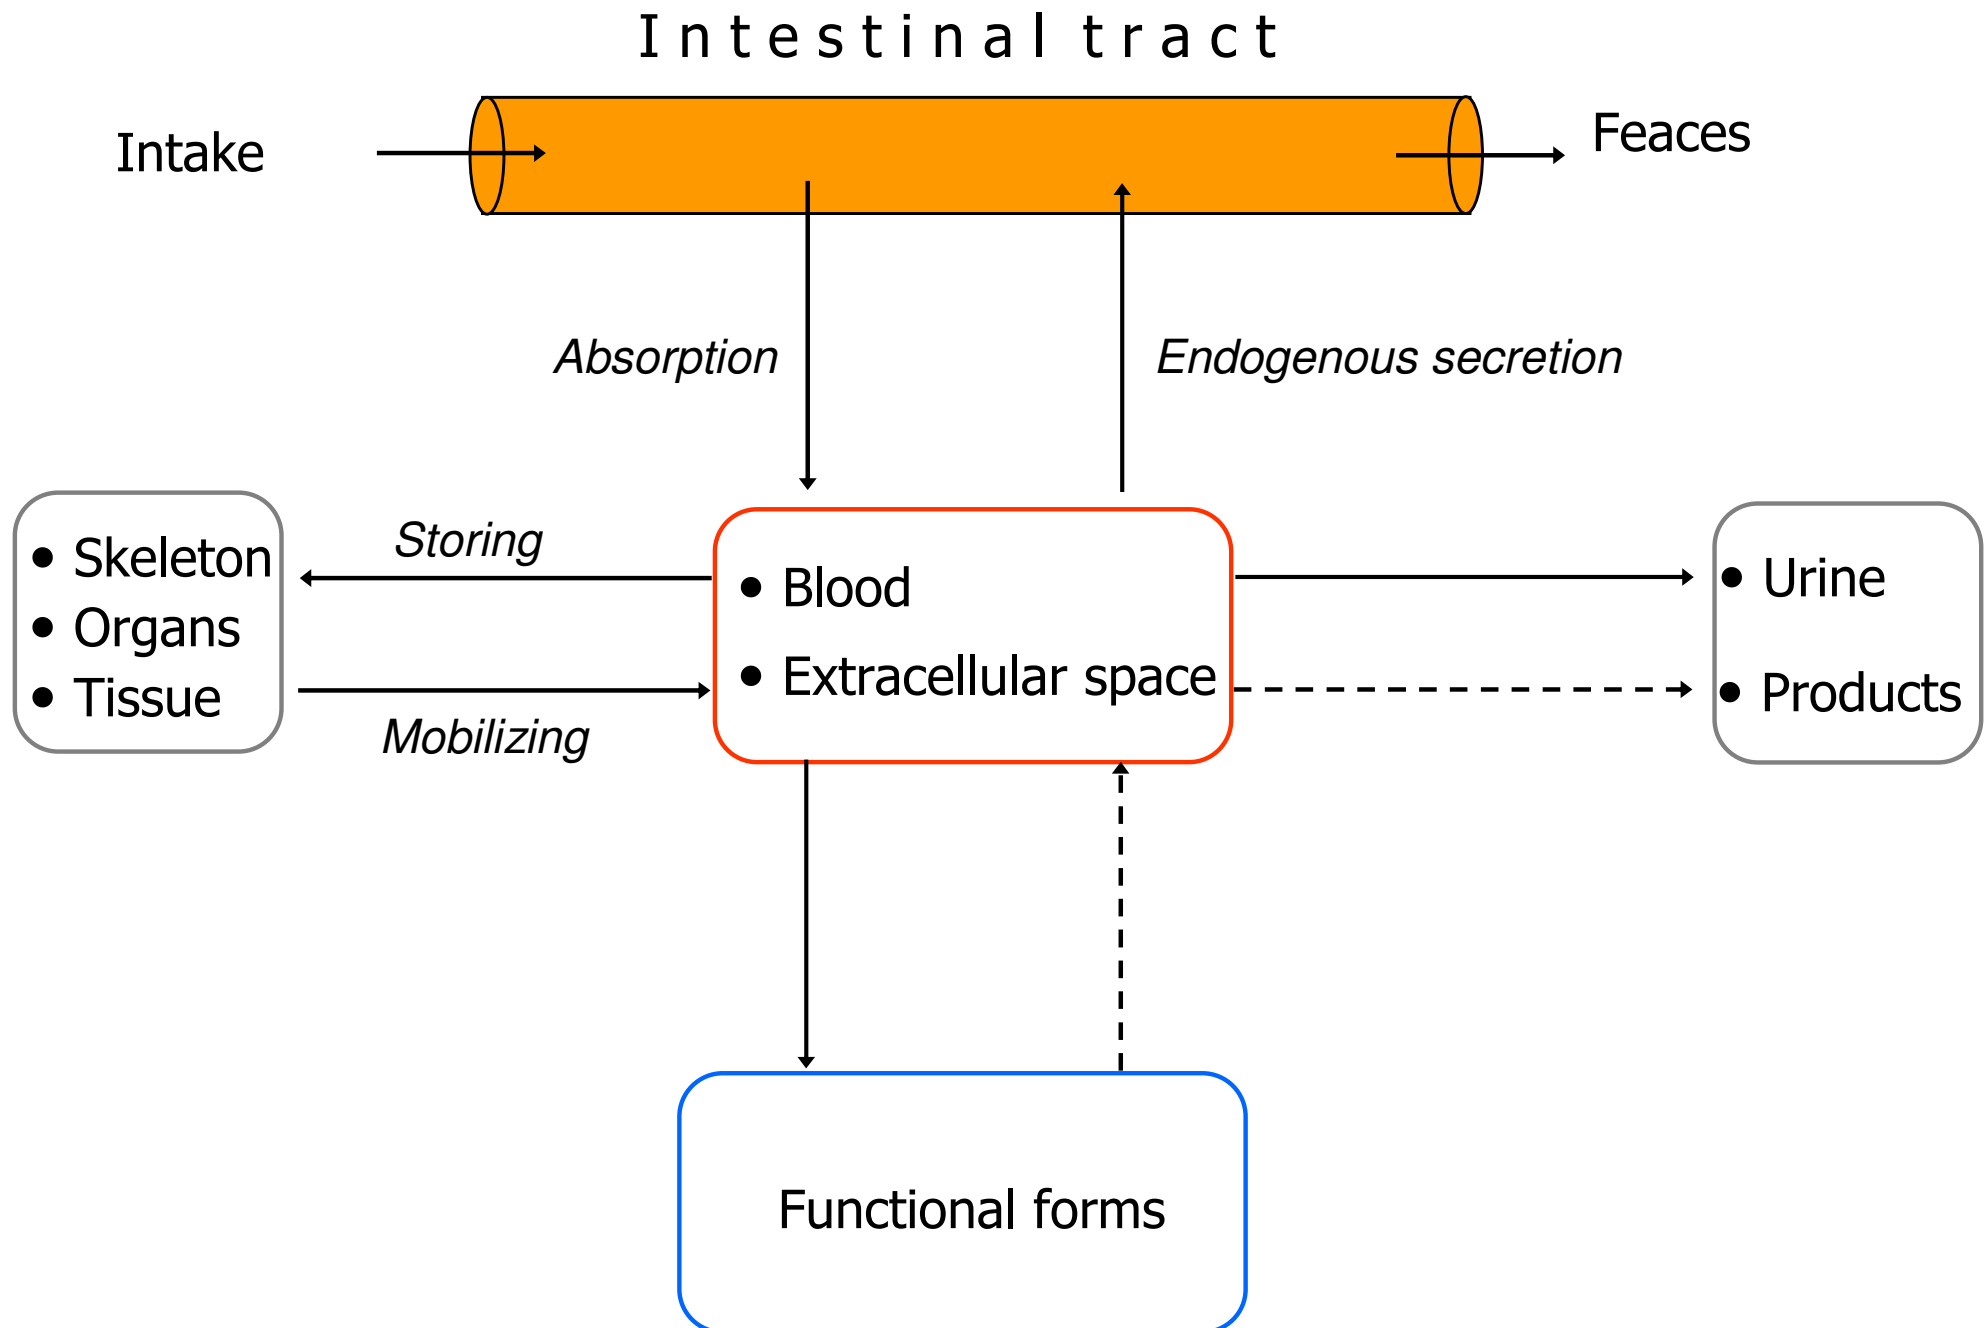 Intestinal tract
Intake
Feaces
Absorption
Endogenous secretion
• Skeleton
• Organs
• Tissue
Storing
Mobilizing
• Blood
• Extracellular space
• Urine
• Products
Functional forms